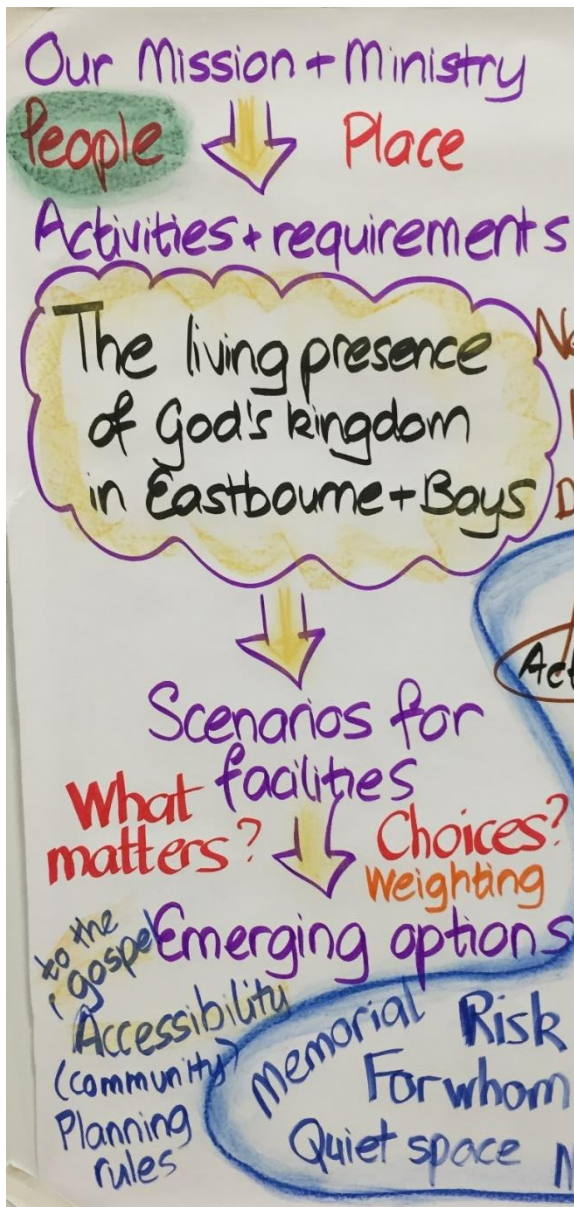 Our Mission + Ministry
People
Place
Activities + requirements
The living presence
of God's kingdom
in Eastbourne + Bays
Scenarios for
facilities
What
matters?
Choices?
Weighting
Emerging options
to the
gospel
Accessibility
(community)
Planning
rules
Memorial
Risk
For whom
Quiet space